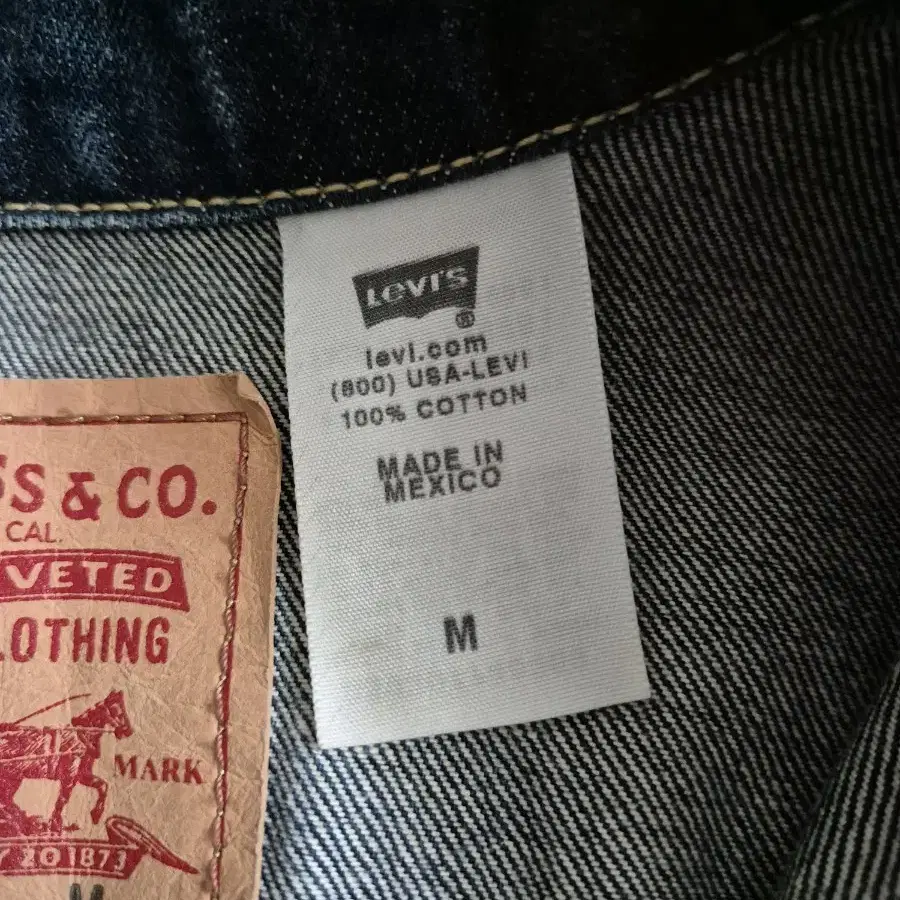 SS & CO.
CAL.
VETED
LOTHING
MARK
Y 20 1873
M
LEVI'S
®
levi.com
(800) USA-LEVI
100% COTTON
MADE IN
MEXICO
M